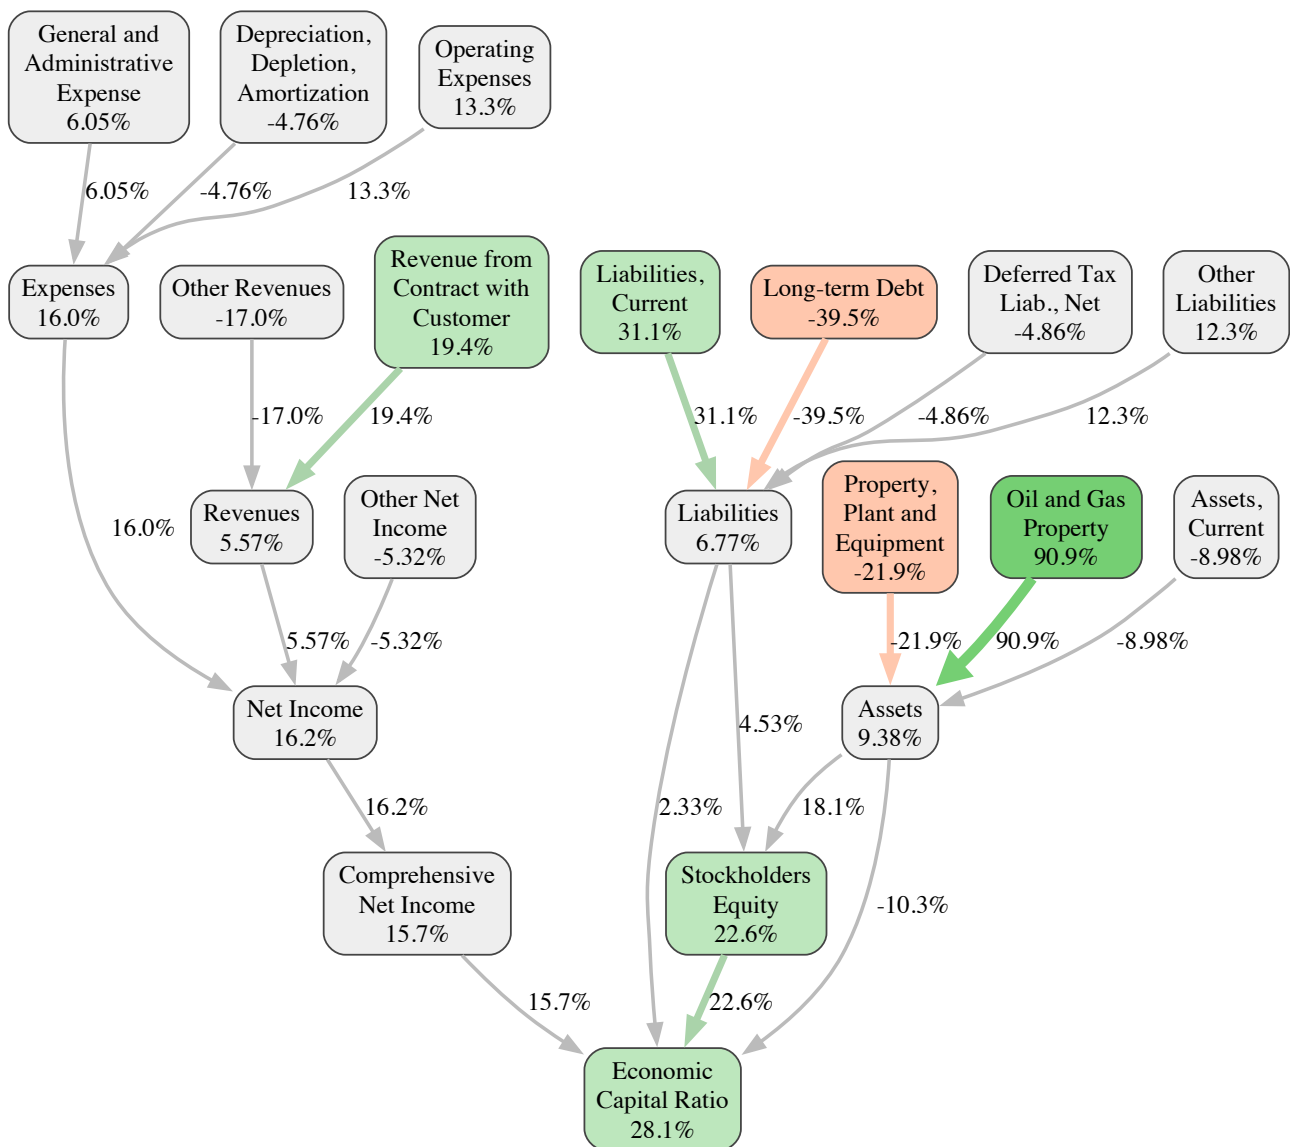 General and
Administrative
Expense
6.05%
Depreciation,
Depletion,
Amortization
-4.76%
Operating
Expenses
13.3%
6.05%
-4.76%
13.3%
Expenses
16.0%
Other Revenues
-17.0%
Revenue from
Contract with
Customer
19.4%
Liabilities,
Current
31.1%
Long-term Debt
-39.5%
Deferred Tax
Liab., Net
-4.86%
Other
Liabilities
12.3%
-17.0%
19.4%
31.1%
-39.5%
-4.86%
12.3%
16.0%
Revenues
5.57%
Other Net
Income
-5.32%
Liabilities
6.77%
Property,
Plant and
Equipment
-21.9%
Oil and Gas
Property
90.9%
Assets,
Current
-8.98%
5.57%
-5.32%
-21.9%
90.9%
-8.98%
Net Income
16.2%
4.53%
Assets
9.38%
16.2%
2.33%
18.1%
Comprehensive
Net Income
15.7%
Stockholders
Equity
22.6%
-10.3%
15.7%
22.6%
Economic
Capital Ratio
28.1%